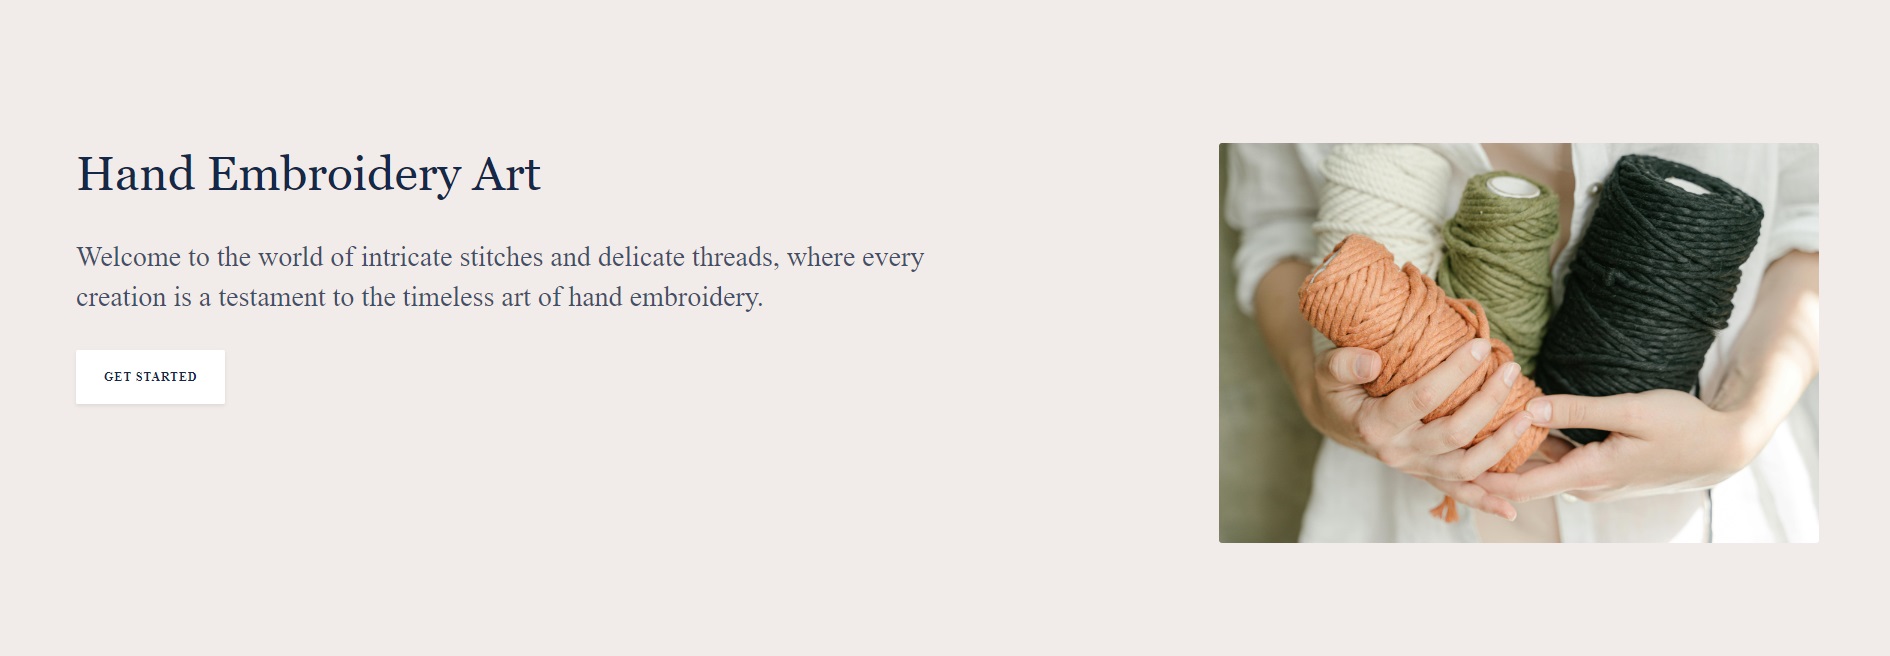 Hand Embroidery Art
Welcome to the world of intricate stitches and delicate threads, where every
creation is a testament to the timeless art of hand embroidery.
GET STARTED